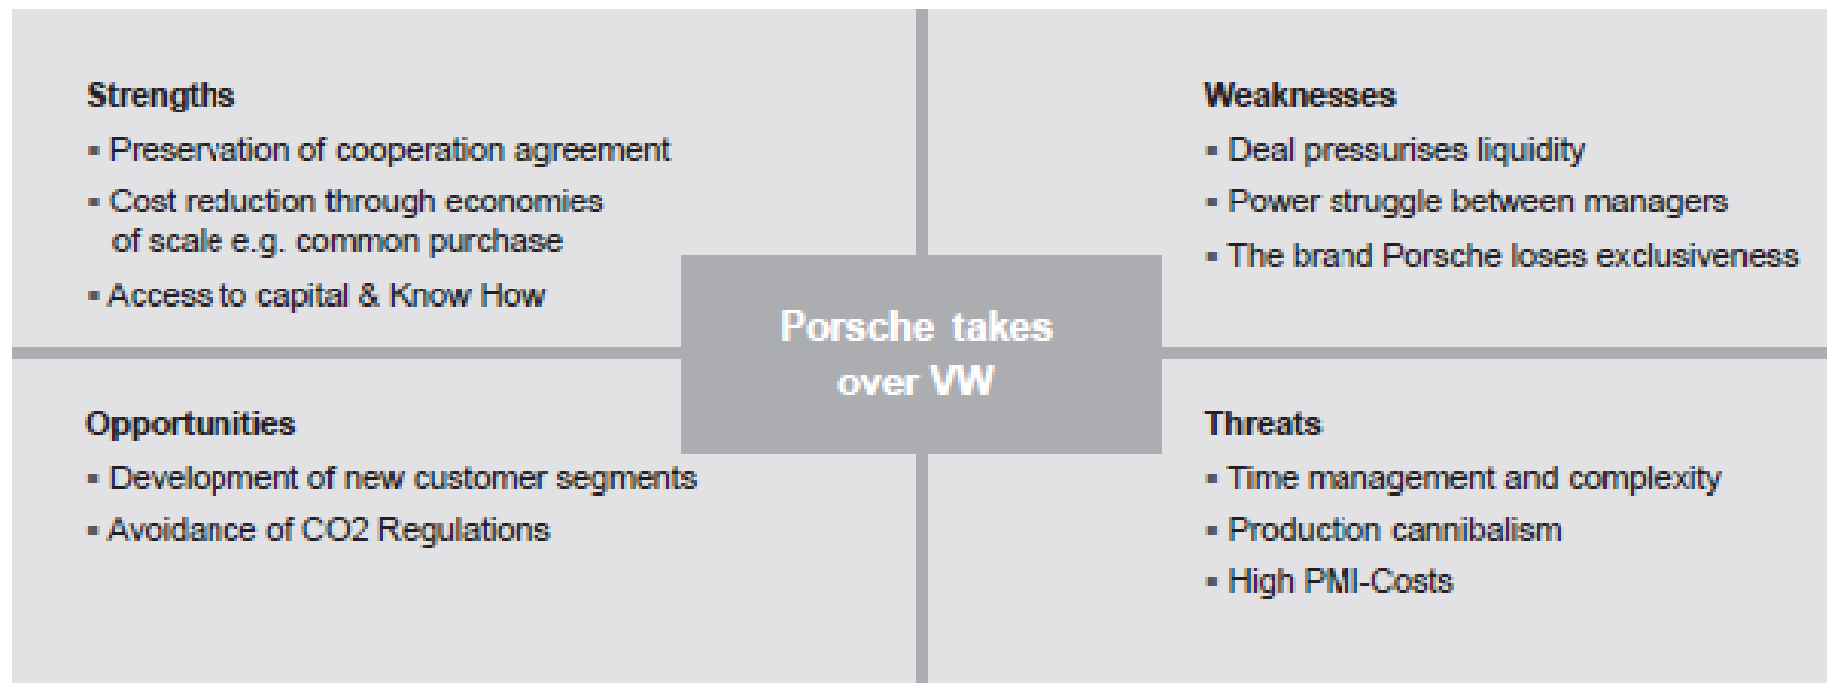 Strengths
▪ Preservation of cooperation agreement
▪ Cost reduction through economies
of scale e.g. common purchase
▪ Access to capital & Know How
Weaknesses
▪ Deal pressurises liquidity
▪ Power struggle between managers
▪ The brand Porsche loses exclusiveness
Porsche takes
over VW
Opportunities
▪ Development of new customer segments
▪ Avoidance of CO2 Regulations
Threats
▪ Time management and complexity
▪ Production cannibalism
▪ High PMI-Costs